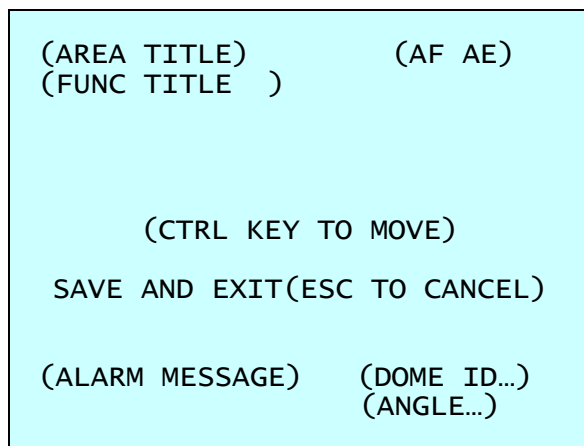 (AREA TITLE) (AF AE)
(FUNC TITLE )
(CTRL KEY TO MOVE)
SAVE AND EXIT(ESC TO CANCEL)
(ALARM MESSAGE) (DOME ID…)
(ANGLE…)